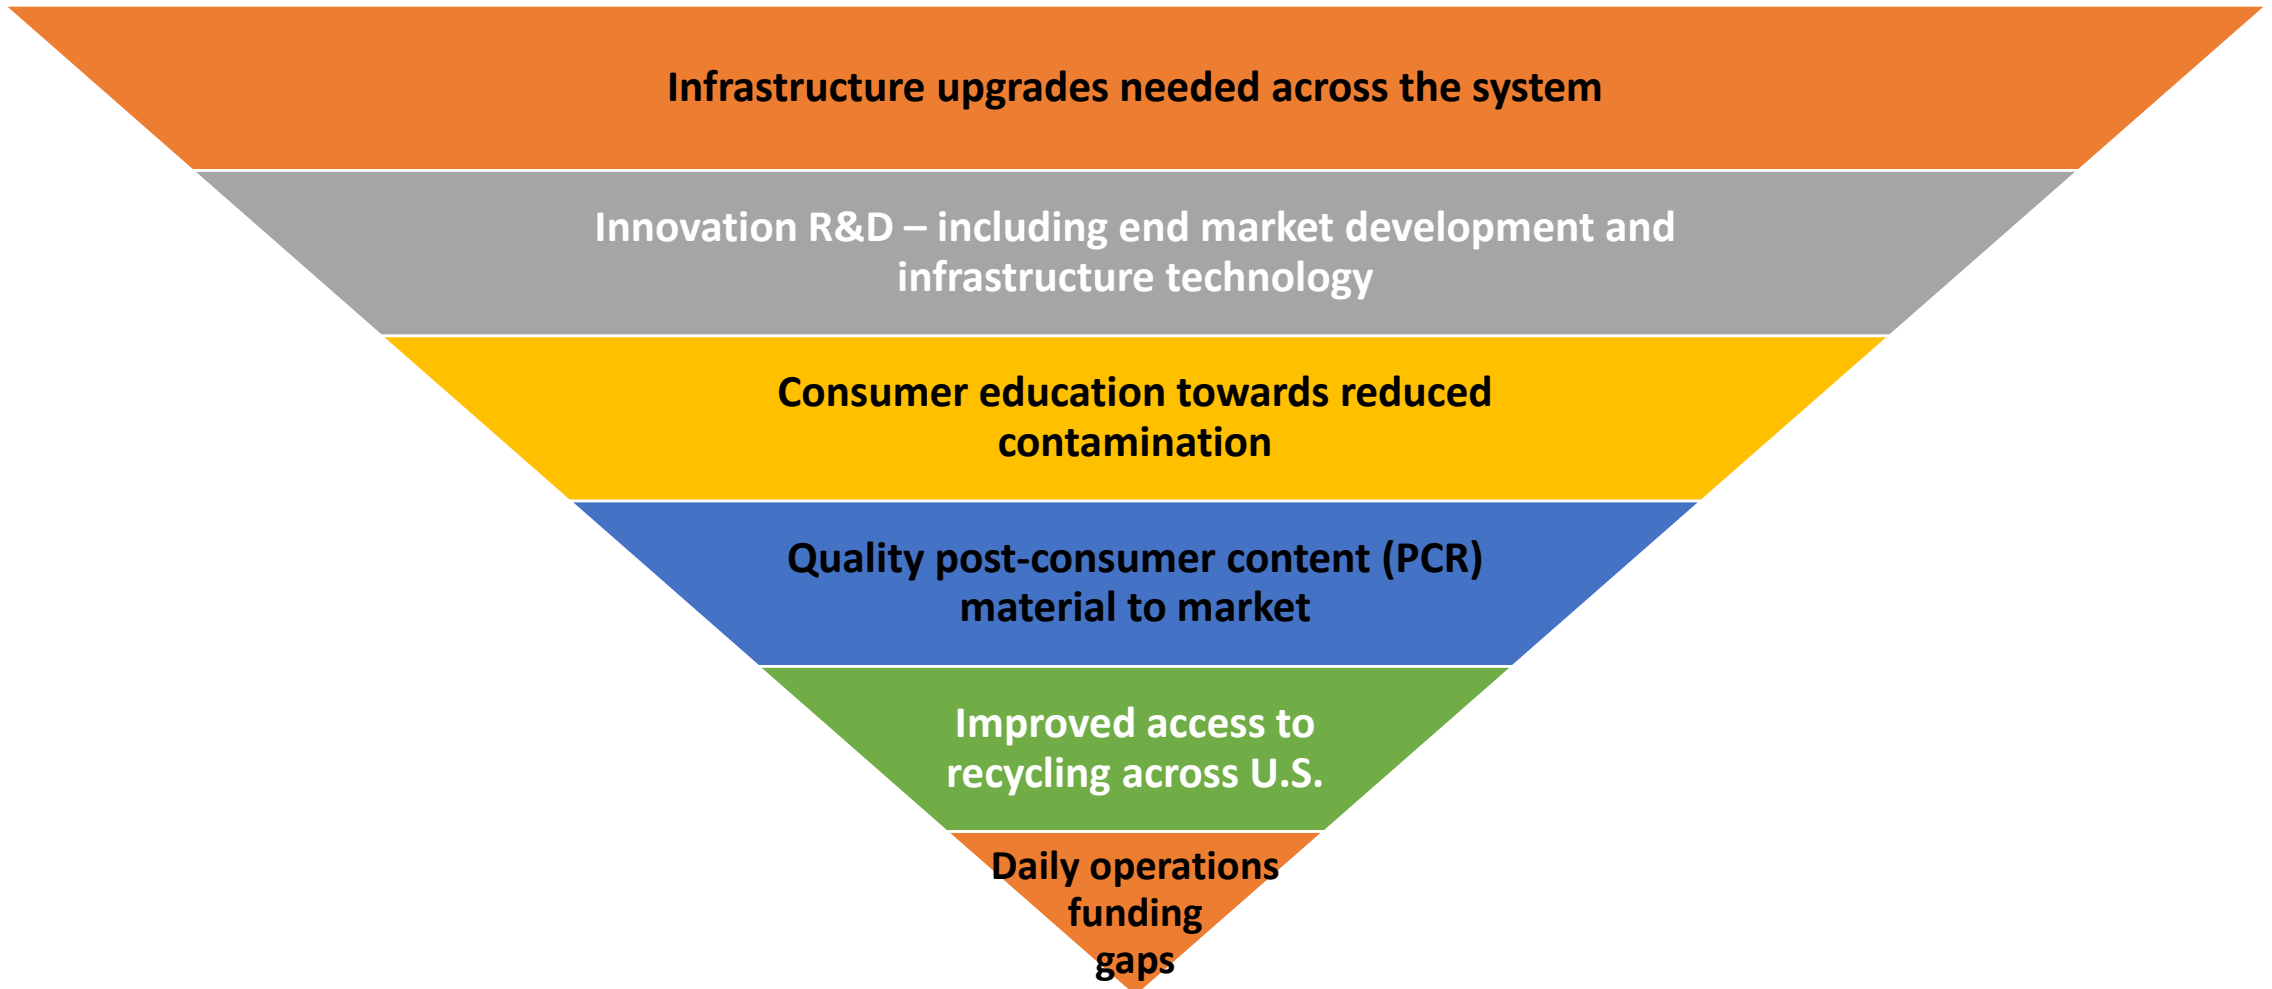 Infrastructure upgrades needed across the system
Innovation R&D – including end market development and
infrastructure technology
Consumer education towards reduced
contamination
Quality post-consumer content (PCR)
material to market
Improved access to
recycling across U.S.
Daily operations
funding
gaps